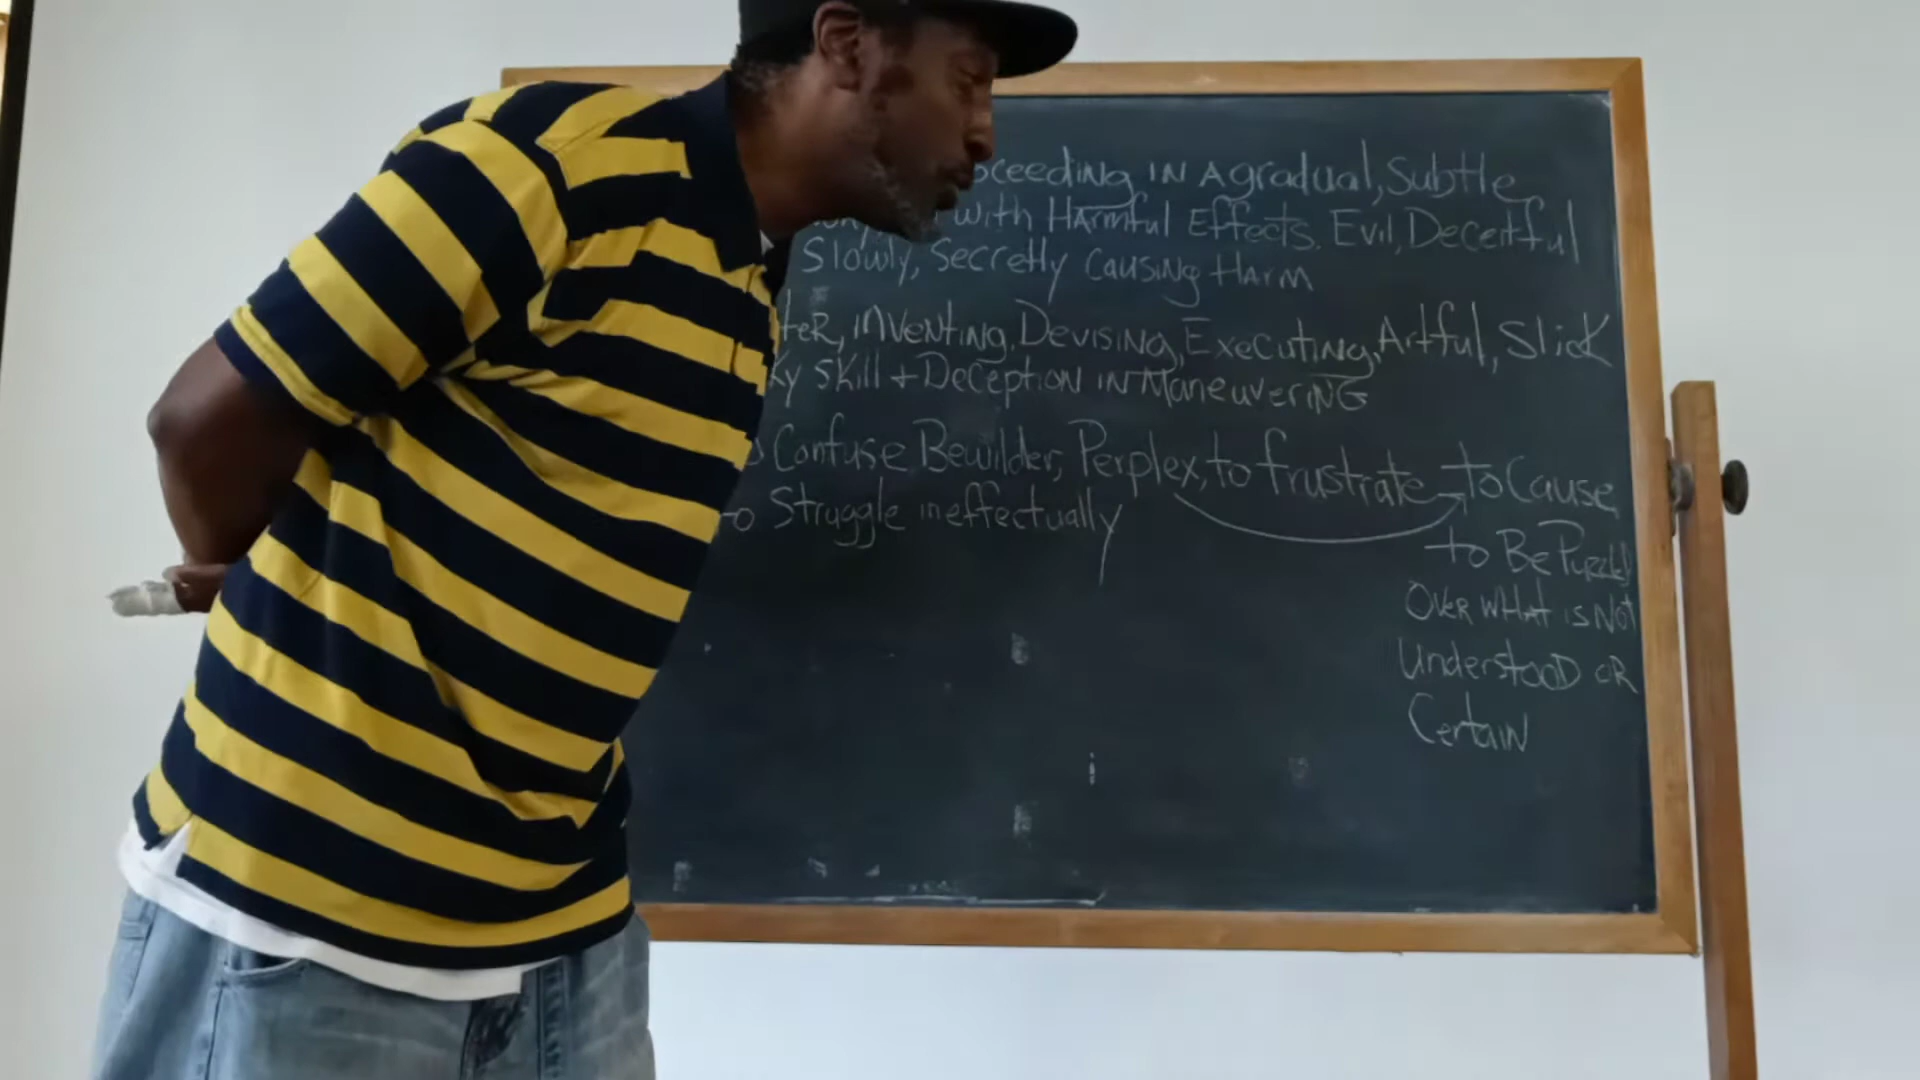 oceeding IN A gradual, Subtle
with Harmful Effects. Evil, Deceitful
Slowly, Secretly Causing Harm
ter, inventing, Devising, Executing, Artful, Slick
ky Skill + Deception IN Maneuvering
Confuse Bewilder, Perplex, to frustrate to Cause
to Struggle ineffectually
to Be Puzzled
Over what is Not
Understood or
Certain